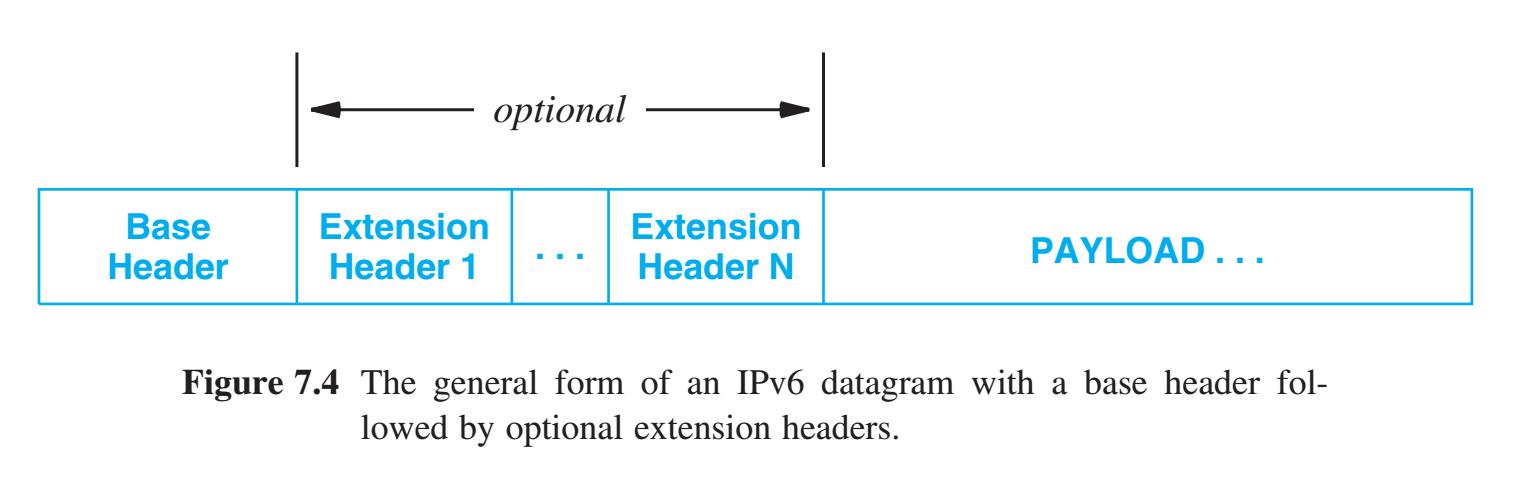 optional
Base
Header
Extension
Header 1
. . .
Extension
Header N
PAYLOAD . . .
Figure 7.4 The general form of an IPv6 datagram with a base header fol-
lowed by optional extension headers.